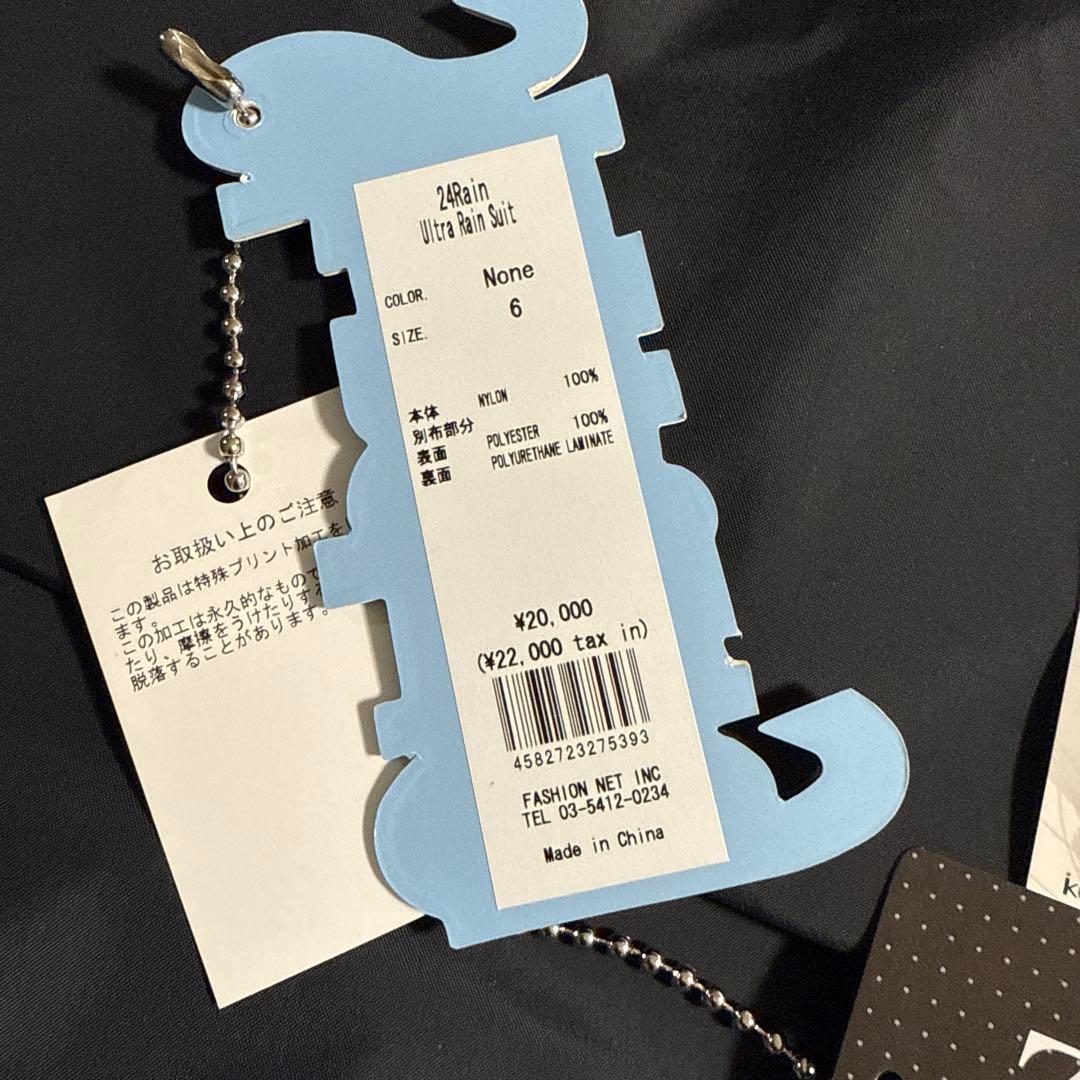 24Rain
Ultra Rain Suit
COLOR. None
SIZE. 6
本体 NYLON 100%
別布部分
表面 POLYESTER 100%
裏面 POLYURETHANE LAMINATE
¥20,000
(¥22,000 tax in)
4582723275393
FASHION NET INC
TEL 03-5412-0234
Made in China
お取扱い上のご注意
この製品は特殊プリント加工を
ます。
この加工は永久的なもので
たり、摩擦をうけたりす
脱落することがあります。